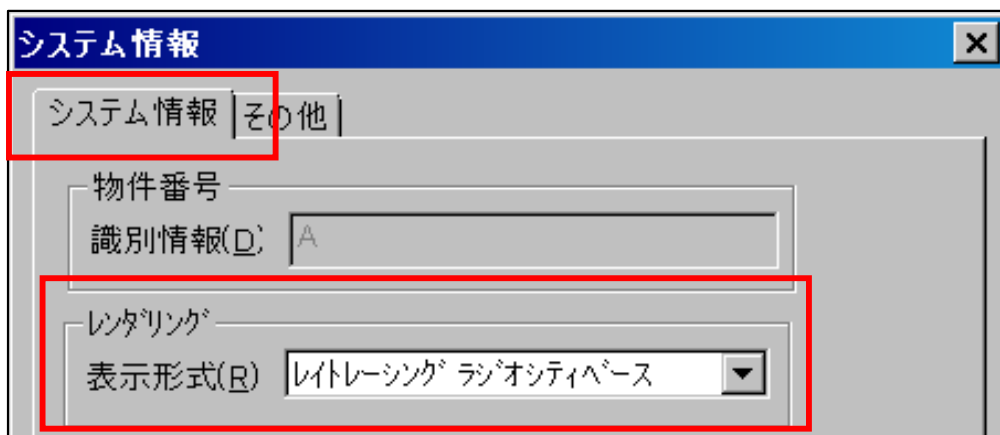 システム情報
システム情報 その他
物件番号
識別情報(D) A
ﾚﾝﾀﾞﾘﾝｸﾞ
表示形式(R) ﾚｲﾄﾚｰｼﾝｸﾞ ﾗｼﾞｵｼﾃｨﾍﾞｰｽ